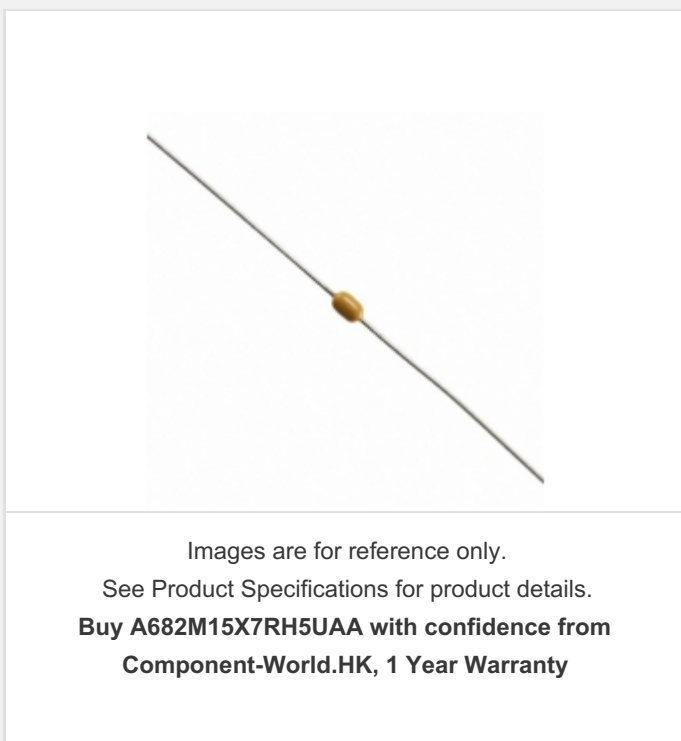 Images are for reference only.
See Product Specifications for product details.
Buy A682M15X7RH5UAA with confidence from
Component-World.HK, 1 Year Warranty